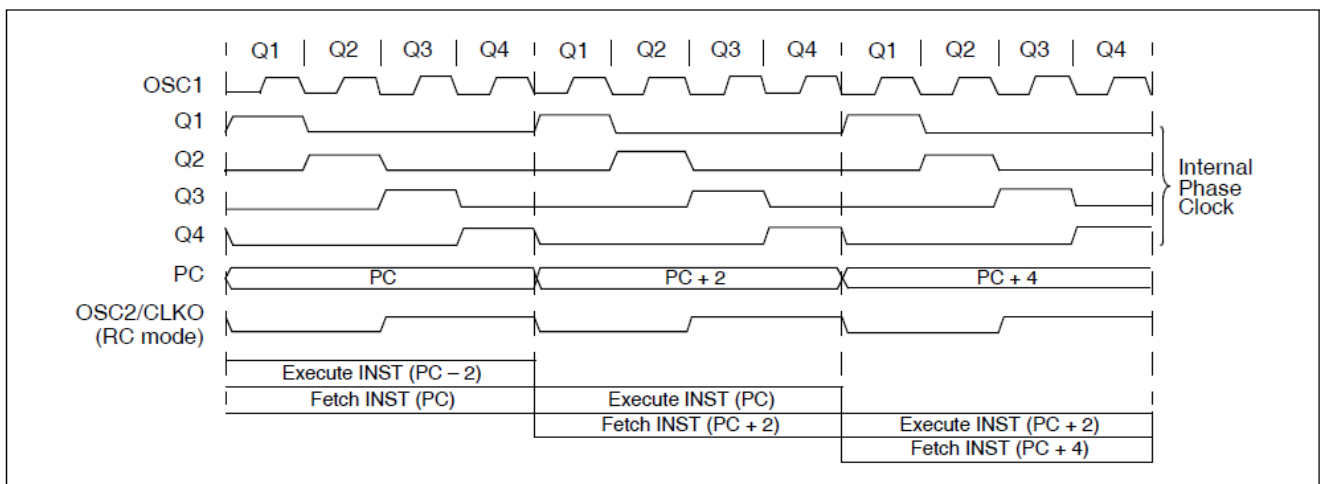 Q1 Q2 Q3 Q4 Q1 Q2 Q3 Q4 Q1 Q2 Q3 Q4
OSC1
Q1
Q2
Q3
Q4
Internal
Phase
Clock
PC PC PC + 2 PC + 4
OSC2/CLKO
(RC mode)
Execute INST (PC – 2)
Fetch INST (PC) Execute INST (PC)
Fetch INST (PC + 2) Execute INST (PC + 2)
Fetch INST (PC + 4)